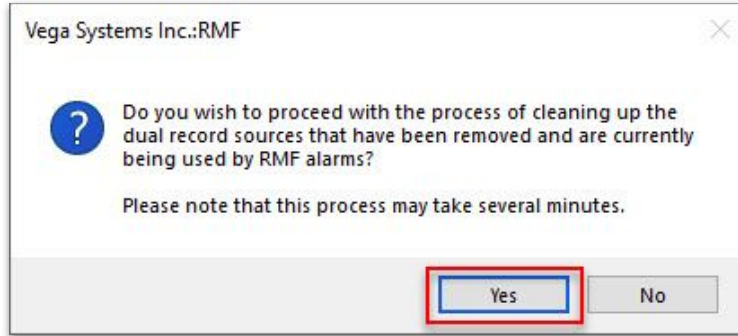 Vega Systems Inc.:RMF
?
Do you wish to proceed with the process of cleaning up the
dual record sources that have been removed and are currently
being used by RMF alarms?
Please note that this process may take several minutes.
Yes
No